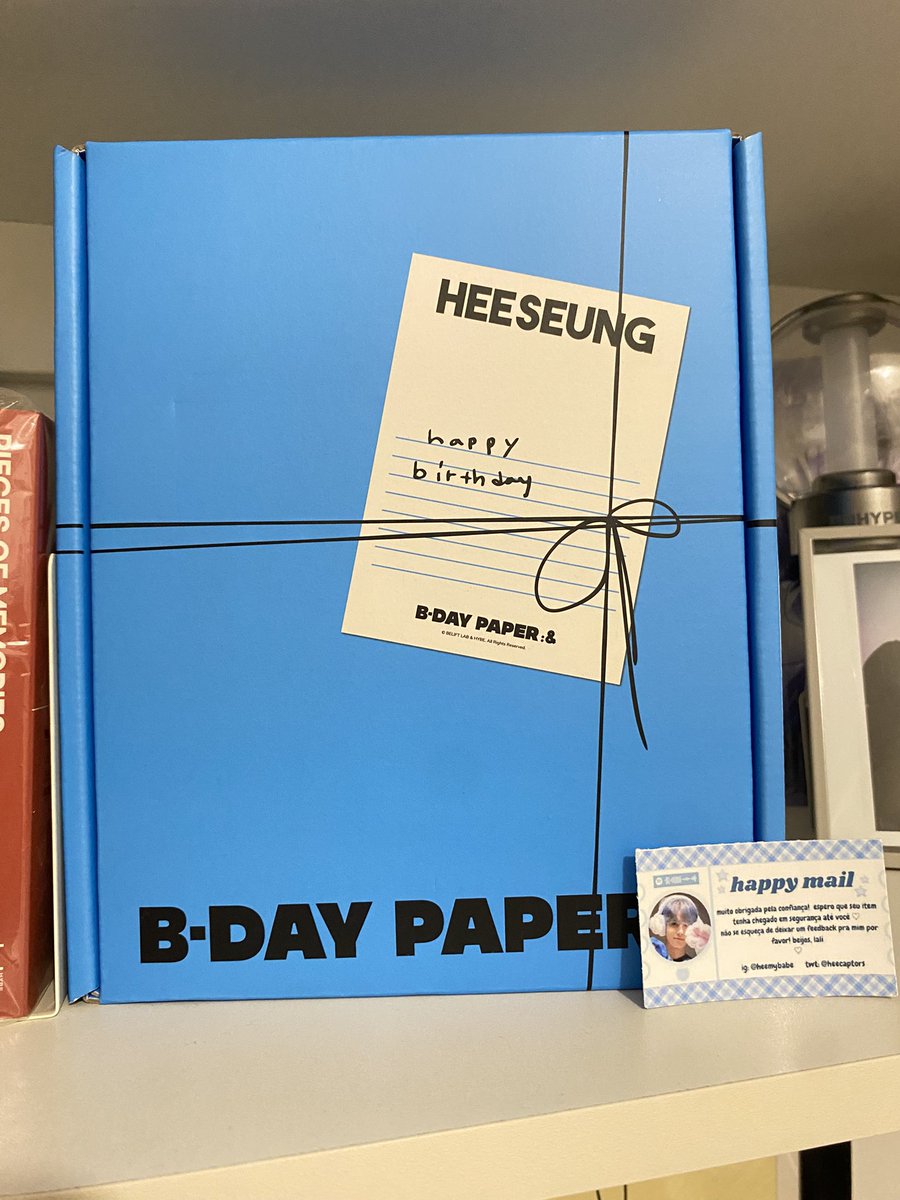 HEESEUNG
happy
birthday
B-DAY PAPER:&
© BELIFT LAB & HYBE. All Rights Reserved.
B-DAY PAPER
PIECES OF MEMORIES
HYPE
happy mail
muito obrigada pela confiança! espero que seu item
tenha chegado em segurança até você ♡
não se esqueça de deixar um feedback pra mim por
favor! beijos, lali
♡
ig: @heemybabe twt: @heecaptors